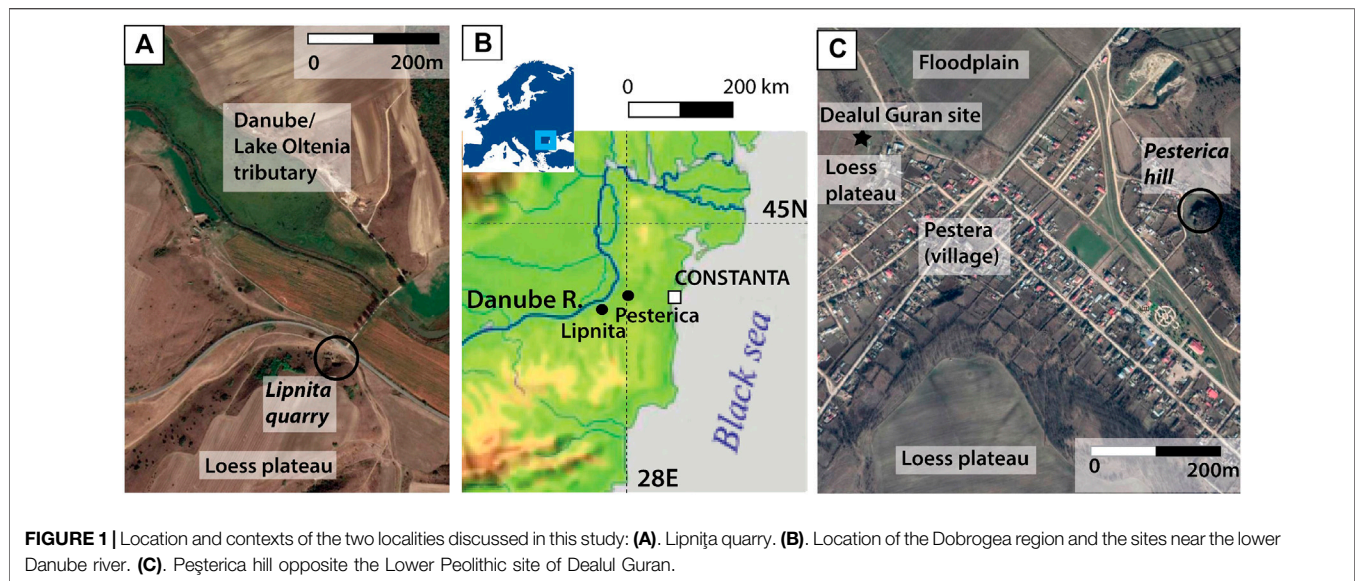 A
0 200m
Danube/
Lake Oltenia
tributary
Lipnita
quarry
Loess plateau
B
0 200 km
45N
CONSTANTA
Danube R.
Pesterica
Lipnita
Black sea
28E
C
Floodplain
Dealul Guran site
Loess
plateau
Pesterica
hill
Pestera
(village)
Loess plateau
0 200m
FIGURE 1 | Location and contexts of the two localities discussed in this study: (A). Lipniţa quarry. (B). Location of the Dobrogea region and the sites near the lower
Danube river. (C). Peşterica hill opposite the Lower Peolithic site of Dealul Guran.